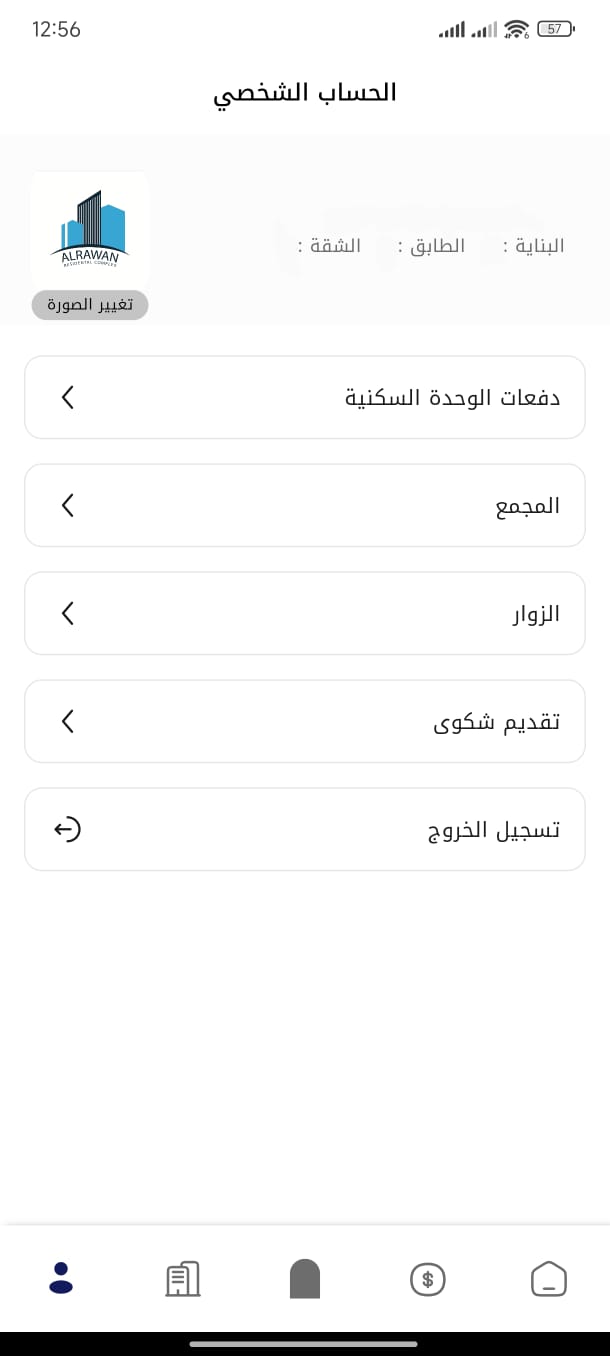 12:56
57
الحساب الشخصي
ALRAWAN
RESIDENTIAL COMPLEX
البناية : الطابق : الشقة :
تغيير الصورة
دفعات الوحدة السكنية
المجمع
الزوار
تقديم شكوى
تسجيل الخروج